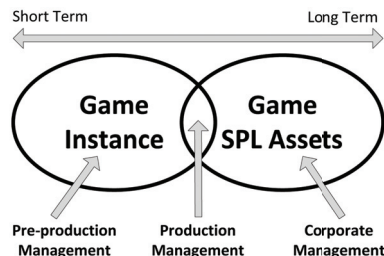 Short Term
Long Term
Game
Instance
Game
SPL Assets
Pre-production
Management
Production
Management
Corporate
Management